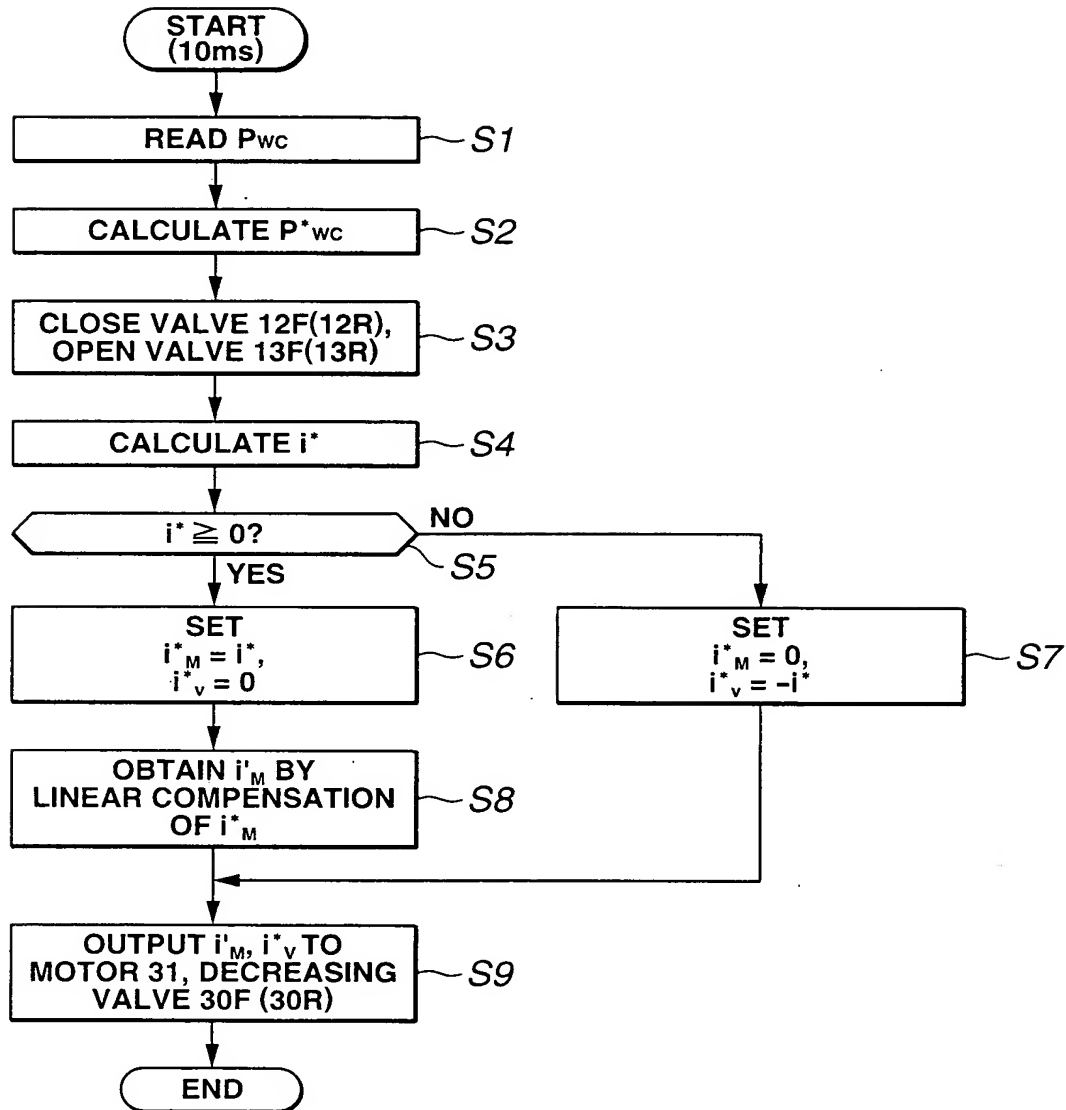 START
(10ms)
READ PWC
S1
CALCULATE P*WC
S2
CLOSE VALVE 12F(12R),
OPEN VALVE 13F(13R)
S3
CALCULATE i*
S4
i* ≧ 0?
NO
S5
YES
SET
i*M = i*,
i*v = 0
S6
SET
i*M = 0,
i*v = –i*
S7
OBTAIN i'M BY
LINEAR COMPENSATION
OF i*M
S8
OUTPUT i'M, i*V TO
MOTOR 31, DECREASING
VALVE 30F (30R)
S9
END